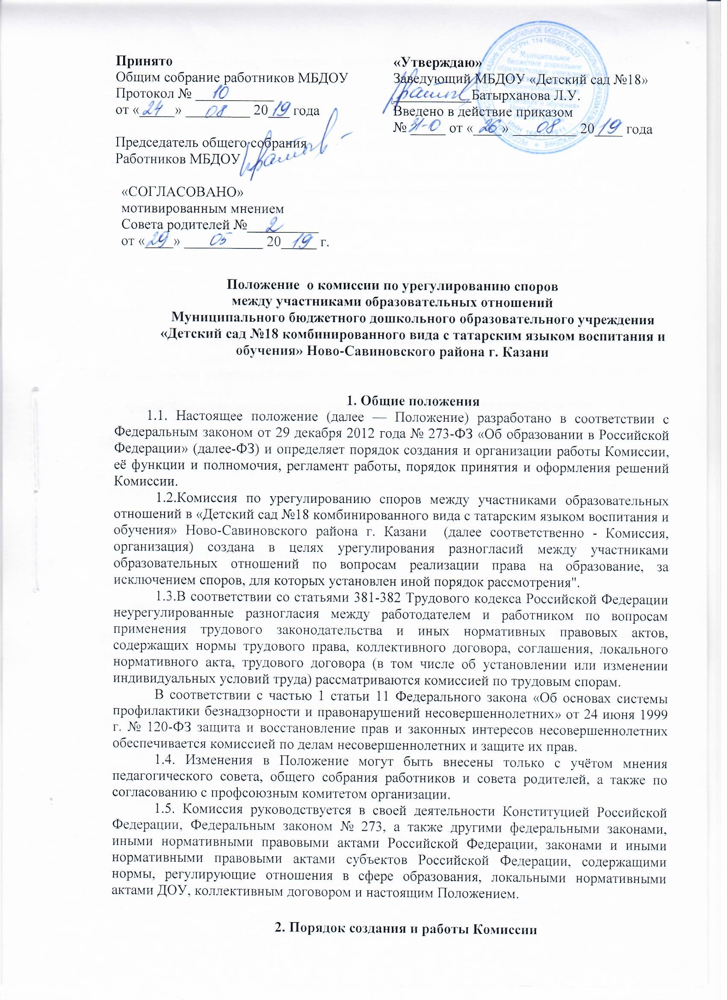 Принято
Общим собрание работников МБДОУ
Протокол № 10
от «24» 08 2019 года
Председатель общего собрания
Работников МБДОУ
«Утверждаю»
Заведующий МБДОУ «Детский сад №18»
Батырханова Л.У.
Введено в действие приказом
№ 31-О от «26» 08 2019 года
ОГРН 1141690076527
Муниципальное
бюджетное дошкольное
образовательное учреждение
«СОГЛАСОВАНО»
мотивированным мнением
Совета родителей № 2
от «29» 05 2019 г.
Положение о комиссии по урегулированию споров
между участниками образовательных отношений
Муниципального бюджетного дошкольного образовательного учреждения
«Детский сад №18 комбинированного вида с татарским языком воспитания и
обучения» Ново-Савиновского района г. Казани
1. Общие положения
1.1. Настоящее положение (далее — Положение) разработано в соответствии с
Федеральным законом от 29 декабря 2012 года № 273-ФЗ «Об образовании в Российской
Федерации» (далее-ФЗ) и определяет порядок создания и организации работы Комиссии,
её функции и полномочия, регламент работы, порядок принятия и оформления решений
Комиссии.
1.2.Комиссия по урегулированию споров между участниками образовательных
отношений в «Детский сад №18 комбинированного вида с татарским языком воспитания и
обучения» Ново-Савиновского района г. Казани (далее соответственно - Комиссия,
организация) создана в целях урегулирования разногласий между участниками
образовательных отношений по вопросам реализации права на образование, за
исключением споров, для которых установлен иной порядок рассмотрения".
1.3.В соответствии со статьями 381-382 Трудового кодекса Российской Федерации
неурегулированные разногласия между работодателем и работником по вопросам
применения трудового законодательства и иных нормативных правовых актов,
содержащих нормы трудового права, коллективного договора, соглашения, локального
нормативного акта, трудового договора (в том числе об установлении или изменении
индивидуальных условий труда) рассматриваются комиссией по трудовым спорам.
В соответствии с частью 1 статьи 11 Федерального закона «Об основах системы
профилактики безнадзорности и правонарушений несовершеннолетних» от 24 июня 1999
г. № 120-ФЗ защита и восстановление прав и законных интересов несовершеннолетних
обеспечивается комиссией по делам несовершеннолетних и защите их прав.
1.4. Изменения в Положение могут быть внесены только с учётом мнения
педагогического совета, общего собрания работников и совета родителей, а также по
согласованию с профсоюзным комитетом организации.
1.5. Комиссия руководствуется в своей деятельности Конституцией Российской
Федерации, Федеральным законом № 273, а также другими федеральными законами,
иными нормативными правовыми актами Российской Федерации, законами и иными
нормативными правовыми актами субъектов Российской Федерации, содержащими
нормы, регулирующие отношения в сфере образования, локальными нормативными
актами ДОУ, коллективным договором и настоящим Положением.
2. Порядок создания и работы Комиссии